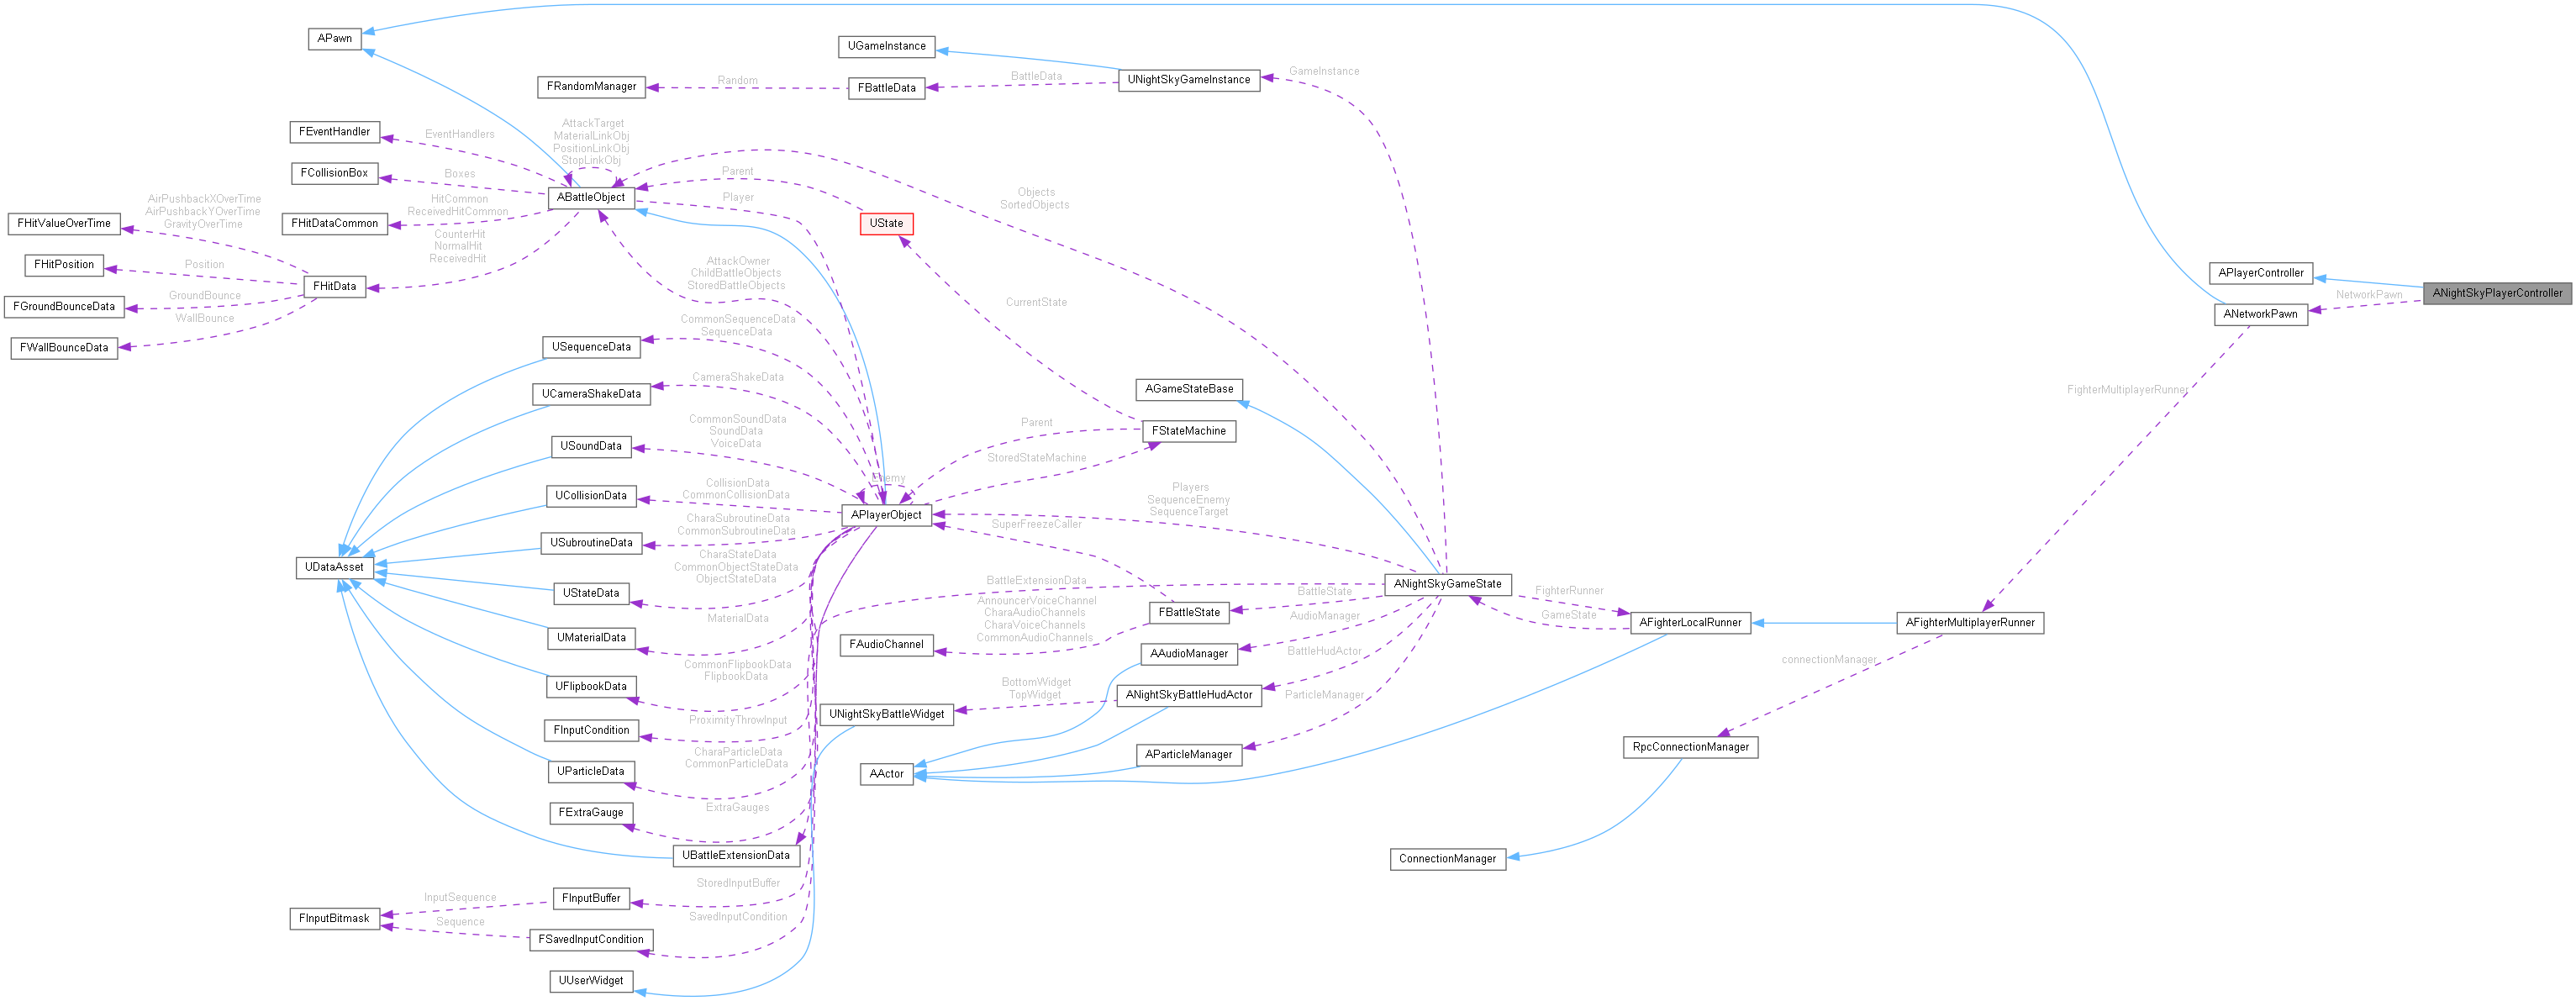 APawn
UGameInstance
UNightSkyGameInstance
GameInstance
BattleData
FBattleData
Random
FRandomManager
FEventHandler
EventHandlers
AttackTarget
MaterialLinkObj
PositionLinkObj
StopLinkObj
FCollisionBox
Boxes
HitCommon
ReceivedHitCommon
FHitDataCommon
ABattleObject
Parent
Player
UState
Objects
SortedObjects
AirPushbackXOverTime
AirPushbackYOverTime
GravityOverTime
FHitValueOverTime
CounterHit
NormalHit
ReceivedHit
FHitPosition
Position
FHitData
GroundBounce
FGroundBounceData
WallBounce
FWallBounceData
AttackOwner
ChildBattleObjects
StoredBattleObjects
CurrentState
APlayerController
ANightSkyPlayerController
NetworkPawn
ANetworkPawn
CommonSequenceData
SequenceData
USequenceData
CameraShakeData
UCameraShakeData
AGameStateBase
FighterMultiplayerRunner
CommonSoundData
SoundData
VoiceData
USoundData
Parent
FStateMachine
StoredStateMachine
Enemy
CollisionData
CommonCollisionData
UCollisionData
APlayerObject
Players
SequenceEnemy
SequenceTarget
CharaSubroutineData
CommonSubroutineData
USubroutineData
SuperFreezeCaller
UDataAsset
CharaStateData
CommonObjectStateData
ObjectStateData
UStateData
BattleExtensionData
ANightSkyGameState
BattleState
FighterRunner
GameState
AnnouncerVoiceChannel
CharaAudioChannels
CharaVoiceChannels
CommonAudioChannels
FBattleState
AudioManager
AFighterLocalRunner
AFighterMultiplayerRunner
MaterialData
UMaterialData
FAudioChannel
AAudioManager
BattleHudActor
connectionManager
CommonFlipbookData
FlipbookData
UFlipbookData
BottomWidget
TopWidget
ANightSkyBattleHudActor
ParticleManager
UNightSkyBattleWidget
ProximityThrowInput
FInputCondition
AParticleManager
RpcConnectionManager
CharaParticleData
CommonParticleData
UParticleData
AActor
ExtraGauges
FExtraGauge
UBattleExtensionData
ConnectionManager
StoredInputBuffer
FInputBuffer
InputSequence
FInputBitmask
Sequence
SavedInputCondition
FSavedInputCondition
UUserWidget